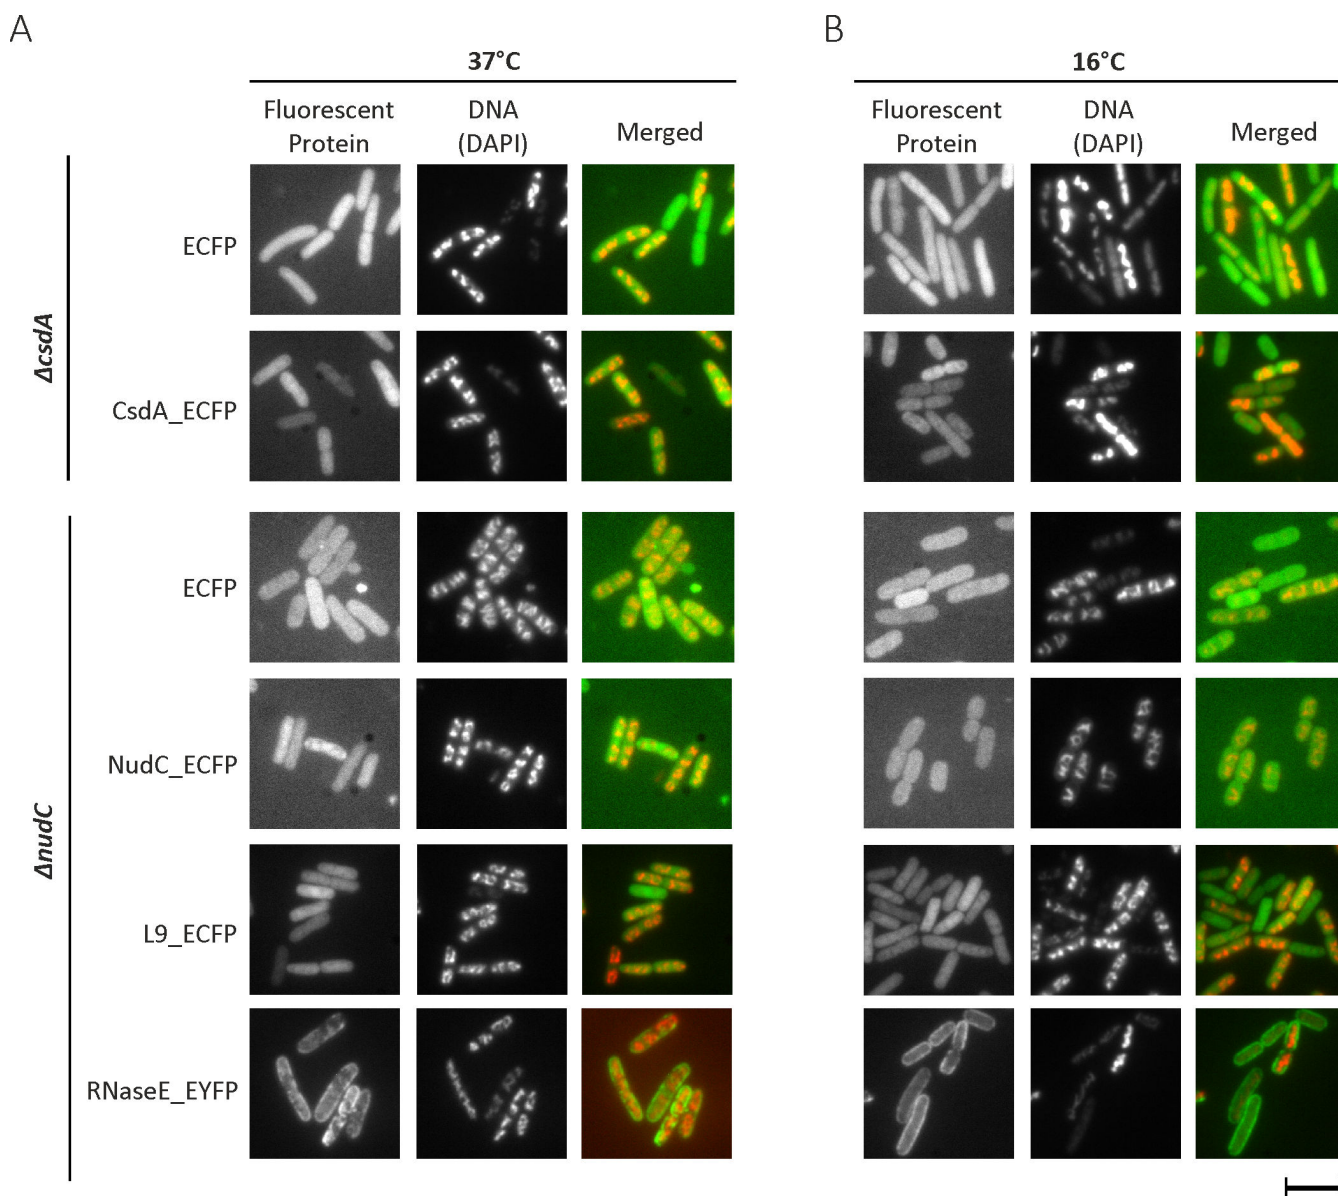 A
B
37°C
16°C
Fluorescent
Protein
DNA
(DAPI)
Merged
Fluorescent
Protein
DNA
(DAPI)
Merged
ΔcsdA
ECFP
CsdA_ECFP
ΔnudC
ECFP
NudC_ECFP
L9_ECFP
RNaseE_EYFP